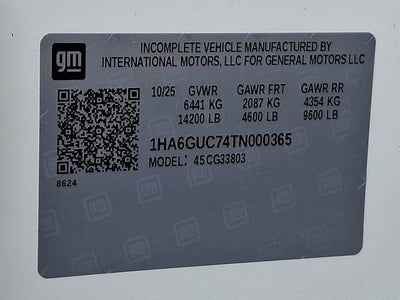 gm
INCOMPLETE VEHICLE MANUFACTURED BY
INTERNATIONAL MOTORS, LLC FOR GENERAL MOTORS LLC
10/25 GVWR GAWR FRT GAWR RR
6441 KG 2087 KG 4354 KG
14200 LB 4600 LB 9600 LB
1HA6GUC74TN000365
MODEL: 45CG33803
8624